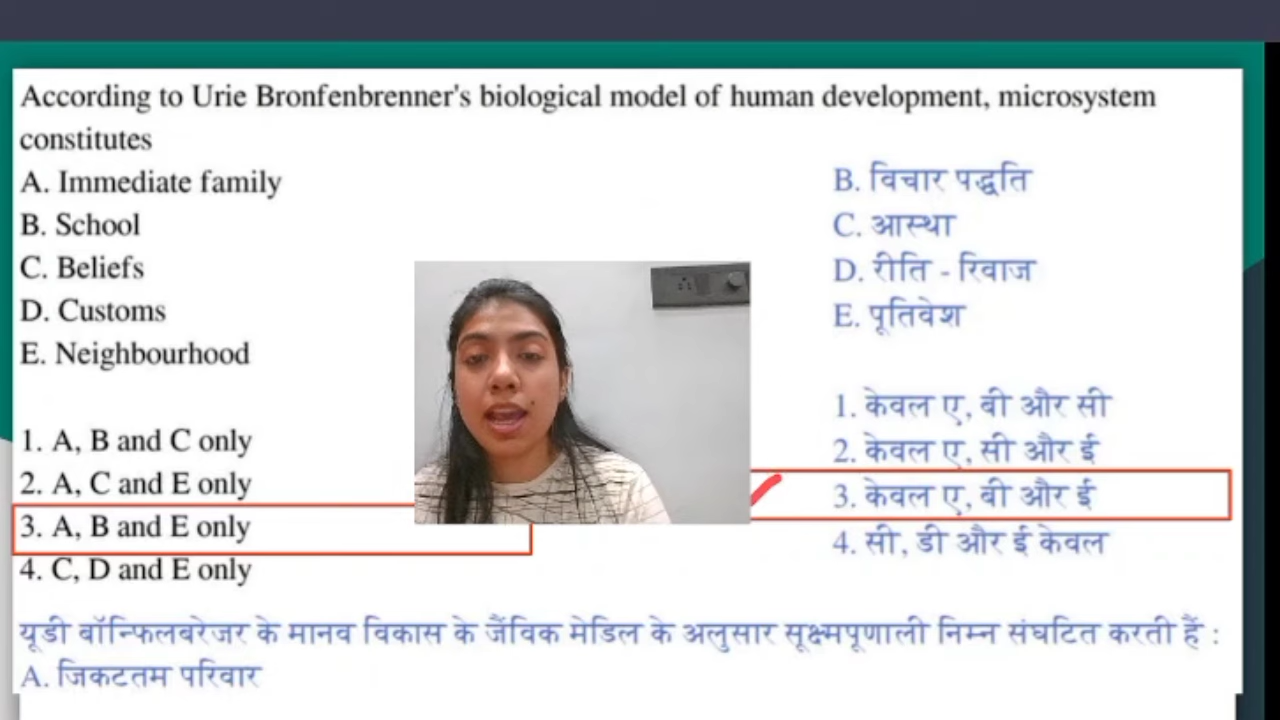 According to Urie Bronfenbrenner's biological model of human development, microsystem
constitutes
A. Immediate family
B. School
C. Beliefs
D. Customs
E. Neighbourhood
1. A, B and C only
2. A, C and E only
3. A, B and E only
4. C, D and E only
यूडी बॉन्फिलबरेजर के मानव विकास के जैविक मेडिल के अलुसार सूक्ष्मपूणाली निम्न संघटित करती हैं :
A. जिकटतम परिवार
B. विचार पद्धति
C. आस्था
D. रीति - रिवाज
E. पूतिवेश
1. केवल ए, बी और सी
2. केवल ए, सी और ई
3. केवल ए, बी और ई
4. सी, डी और ई केवल